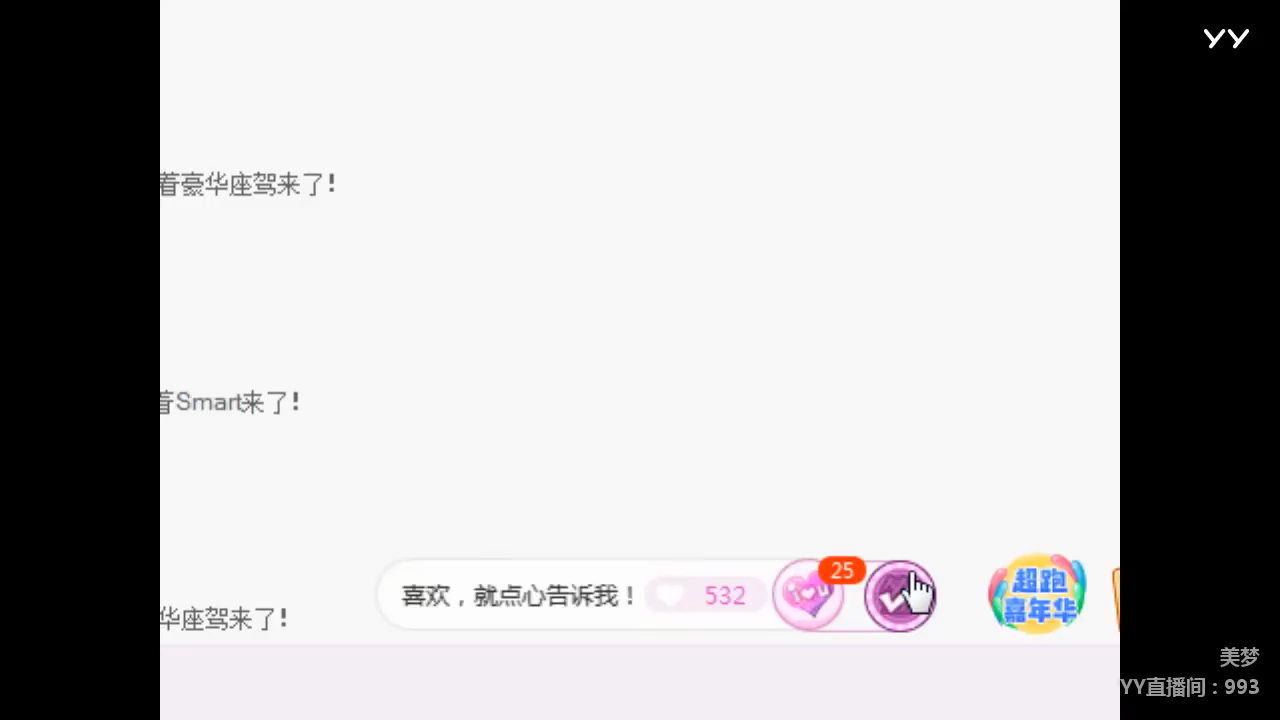 YY
着豪华座驾来了！
着Smart来了！
喜欢，就点心告诉我！ 532
25
I U
超跑
嘉年华
华座驾来了！
美梦
YY直播间：993